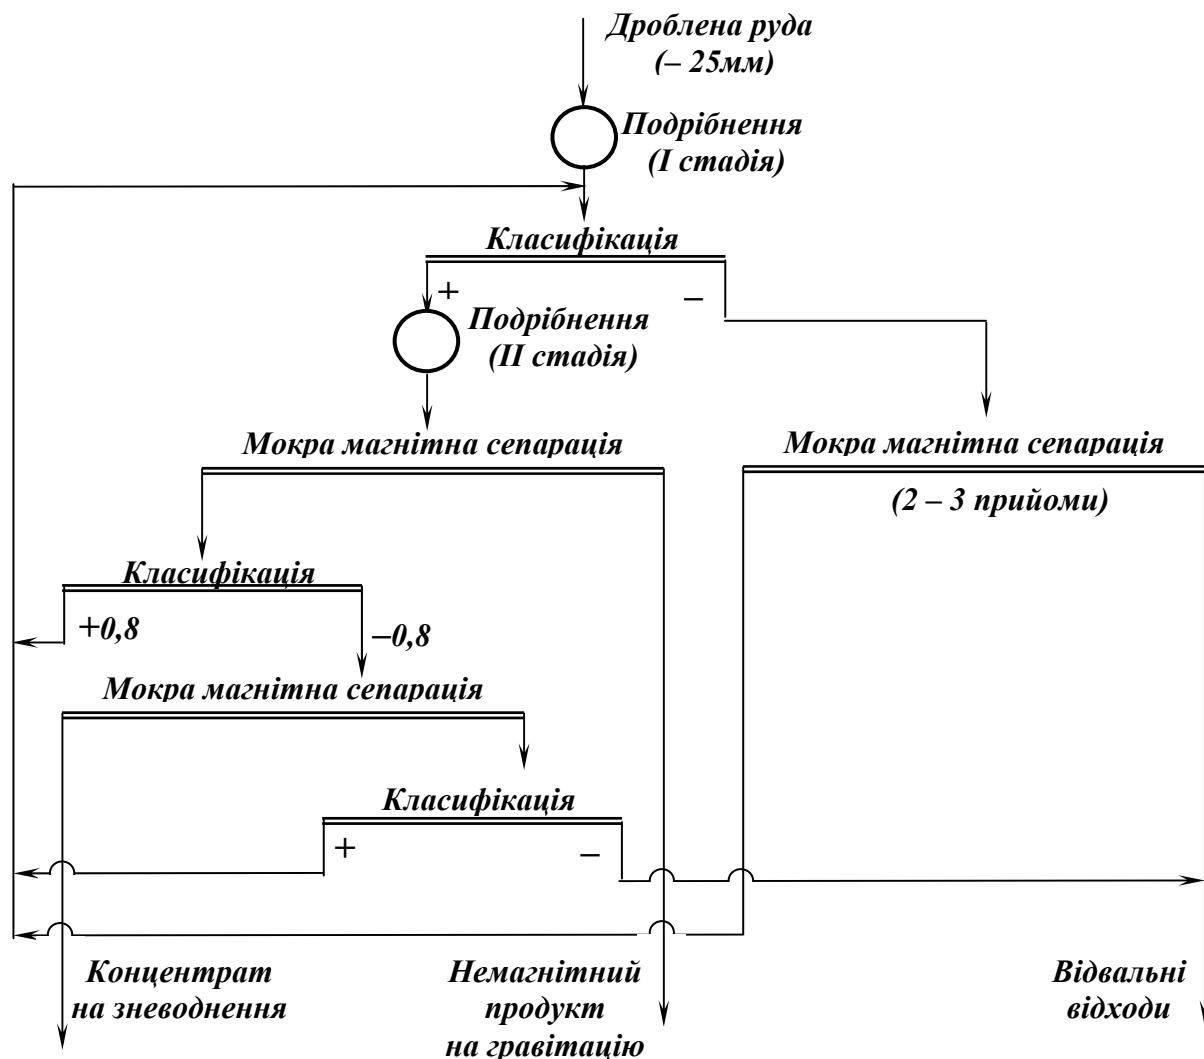 Дроблена руда
(– 25мм)
Подрібнення
(І стадія)
Класифікація
+
–
Подрібнення
(ІІ стадія)
Мокра магнітна сепарація
Мокра магнітна сепарація
(2 – 3 прийоми)
Класифікація
+0,8
–0,8
Мокра магнітна сепарація
Класифікація
+
–
Концентрат
на зневоднення
Немагнітний
продукт
на гравітацію
Відвальні
відходи